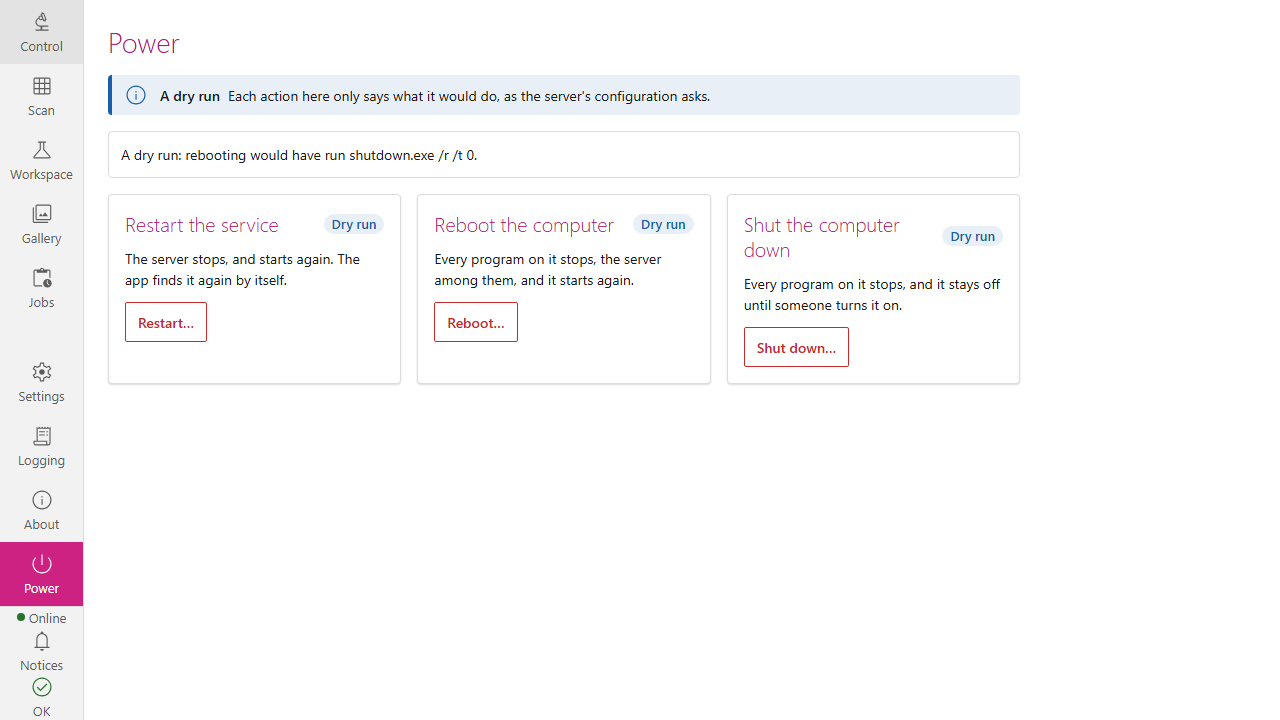 Control
Scan
Workspace
Gallery
Jobs
Settings
Logging
About
Power
Online
Notices
OK
Power
A dry run Each action here only says what it would do, as the server's configuration asks.
A dry run: rebooting would have run shutdown.exe /r /t 0.
Restart the service
Dry run
The server stops, and starts again. The
app finds it again by itself.
Restart...
Reboot the computer
Dry run
Every program on it stops, the server
among them, and it starts again.
Reboot...
Shut the computer
down
Dry run
Every program on it stops, and it stays off
until someone turns it on.
Shut down...